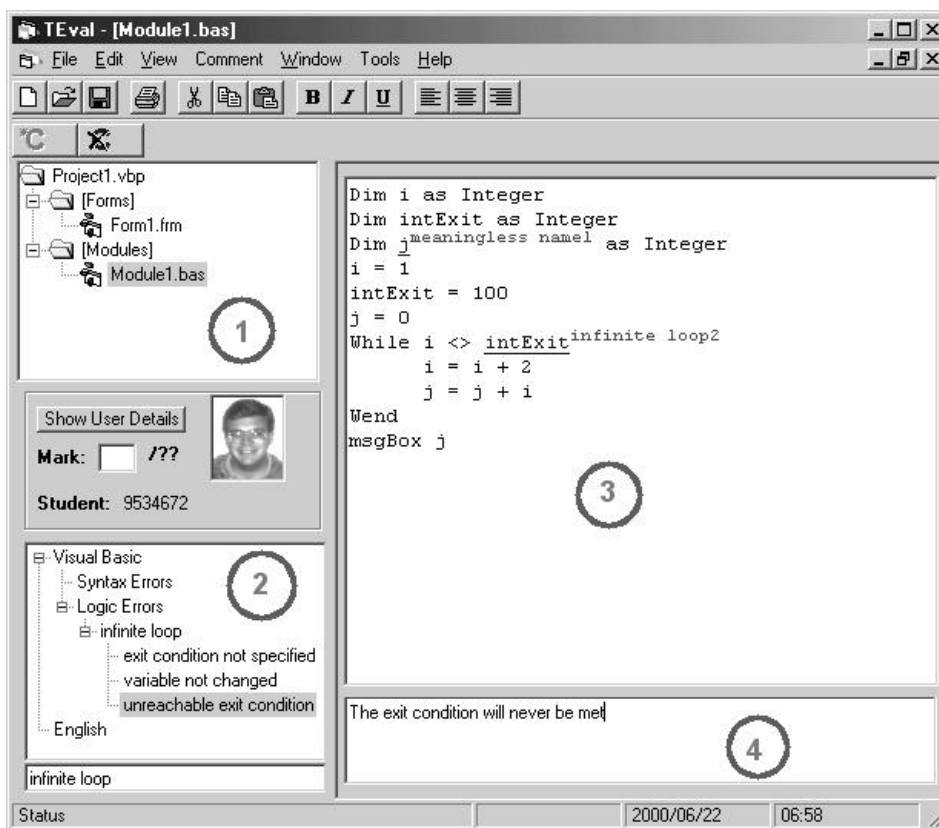 TEval - [Module1.bas]
File Edit View Comment Window Tools Help
B I U
*C
Project1.vbp
[Forms]
Form1.frm
[Modules]
Module1.bas
1
Show User Details
Mark: /??
Student: 9534672
Visual Basic
Syntax Errors
Logic Errors
infinite loop
exit condition not specified
variable not changed
unreachable exit condition
English
2
infinite loop
Dim i as Integer
Dim intExit as Integer
Dim j meaningless name1 as Integer
i = 1
intExit = 100
j = 0
While i <> intExit infinite loop2
i = i + 2
j = j + i
Wend
msgBox j
3
The exit condition will never be met
4
Status 2000/06/22 06:58